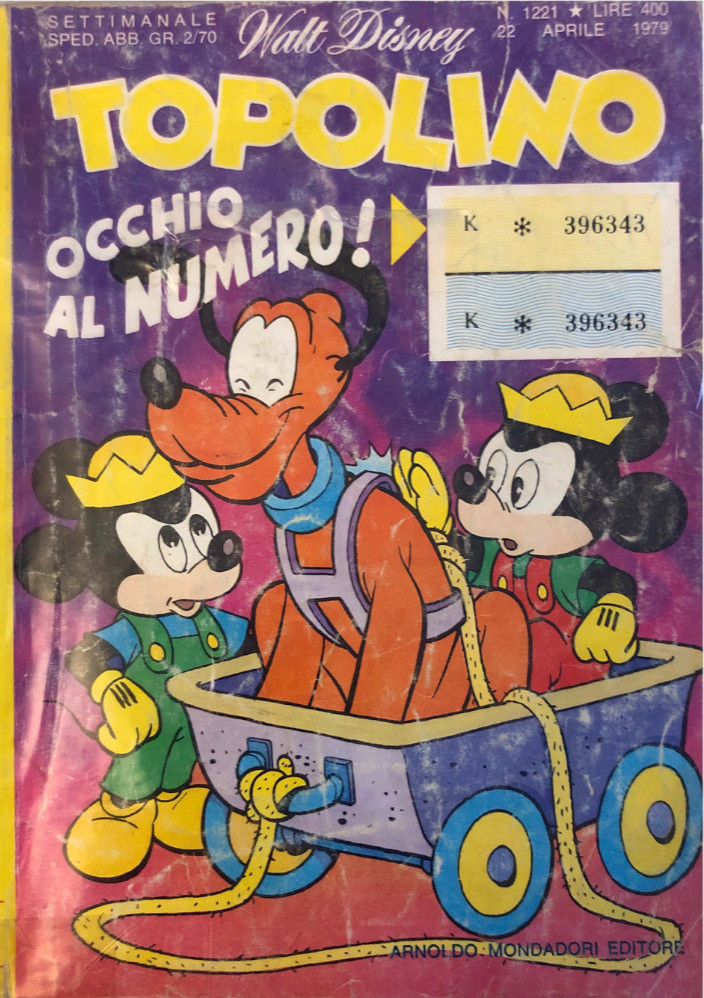 SETTIMANALE
SPED. ABB. GR. 2/70
Walt Disney
N. 1221 ★ LIRE 400
22 APRILE 1979
TOPOLINO
OCCHIO
AL NUMERO!
K * 396343
K * 396343
ARNOLDO MONDADORI EDITORE